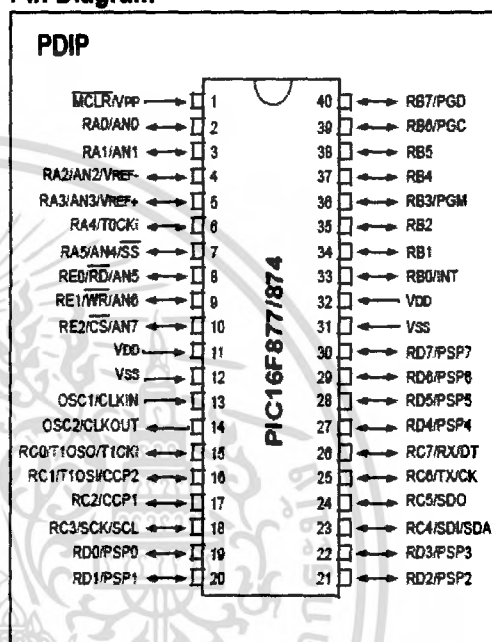 Pin Diagram
PDIP
MCLR/VPP 1
RA0/AN0 2
RA1/AN1 3
RA2/AN2/VREF- 4
RA3/AN3/VREF+ 5
RA4/T0CKI 6
RA5/AN4/SS 7
RE0/RD/AN5 8
RE1/WR/AN6 9
RE2/CS/AN7 10
VDD 11
VSS 12
OSC1/CLKIN 13
OSC2/CLKOUT 14
RC0/T1OSO/T1CKI 15
RC1/T1OSI/CCP2 16
RC2/CCP1 17
RC3/SCK/SCL 18
RD0/PSP0 19
RD1/PSP1 20
PIC16F877/874
40 RB7/PGD
39 RB6/PGC
38 RB5
37 RB4
36 RB3/PGM
35 RB2
34 RB1
33 RB0/INT
32 VDD
31 VSS
30 RD7/PSP7
29 RD6/PSP6
28 RD5/PSP5
27 RD4/PSP4
26 RC7/RX/DT
25 RC6/TX/CK
24 RC5/SDO
23 RC4/SDI/SDA
22 RD3/PSP3
21 RD2/PSP2